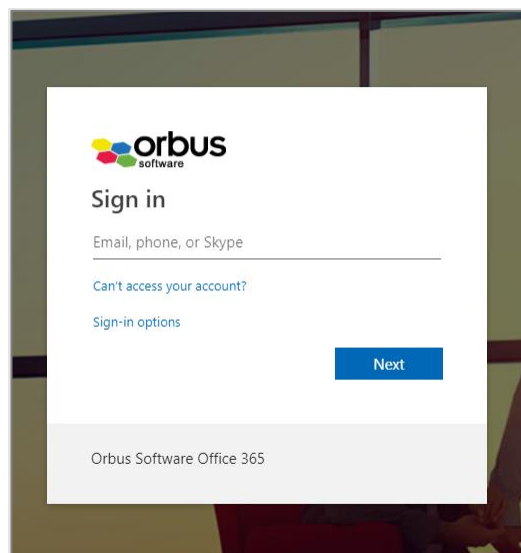 orbus
software
Sign in
Email, phone, or Skype
Can't access your account?
Sign-in options
Next
Orbus Software Office 365